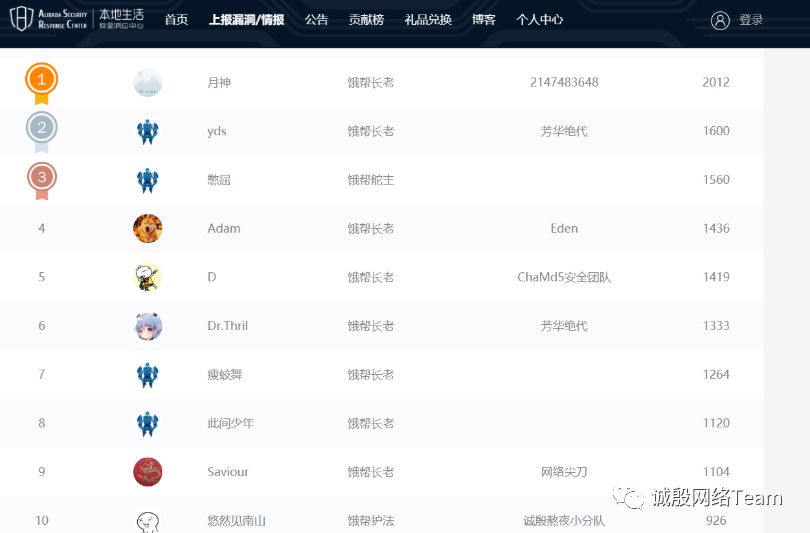 ALIBABA SECURITY RESPONSE CENTER 本地生活 安全响应中心 首页 上报漏洞/情报 公告 贡献榜 礼品兑换 博客 个人中心 登录
1 月神 饿帮长老 2147483648 2012
2 yds 饿帮长老 芳华绝代 1600
3 憋屈 饿帮舵主 1560
4 Adam 饿帮长老 Eden 1436
5 D 饿帮长老 ChaMd5安全团队 1419
6 Dr.Thril 饿帮长老 芳华绝代 1333
7 瘦蛟舞 饿帮长老 1264
8 此间少年 饿帮长老 1120
9 Saviour 饿帮长老 网络尖刀 1104
10 悠然见南山 饿帮护法 诚殷熬夜小分队 926
诚殷网络Team